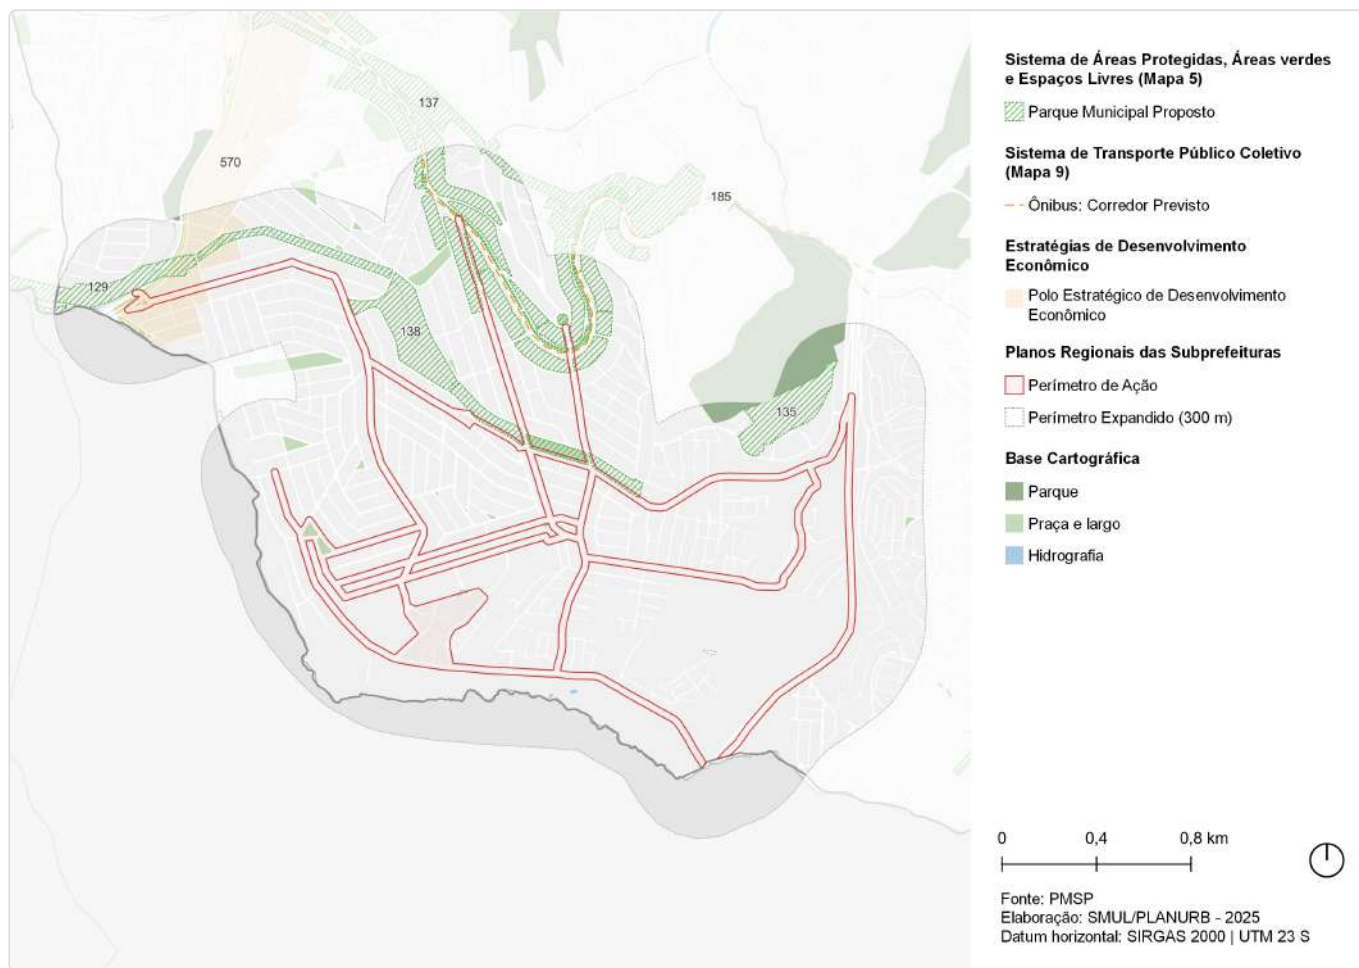 137
570
185
129
138
135
Sistema de Áreas Protegidas, Áreas verdes
e Espaços Livres (Mapa 5)
Parque Municipal Proposto
Sistema de Transporte Público Coletivo
(Mapa 9)
Ônibus: Corredor Previsto
Estratégias de Desenvolvimento
Econômico
Polo Estratégico de Desenvolvimento
Econômico
Planos Regionais das Subprefeituras
Perímetro de Ação
Perímetro Expandido (300 m)
Base Cartográfica
Parque
Praça e largo
Hidrografia
0 0,4 0,8 km
Fonte: PMSP
Elaboração: SMUL/PLANURB - 2025
Datum horizontal: SIRGAS 2000 | UTM 23 S